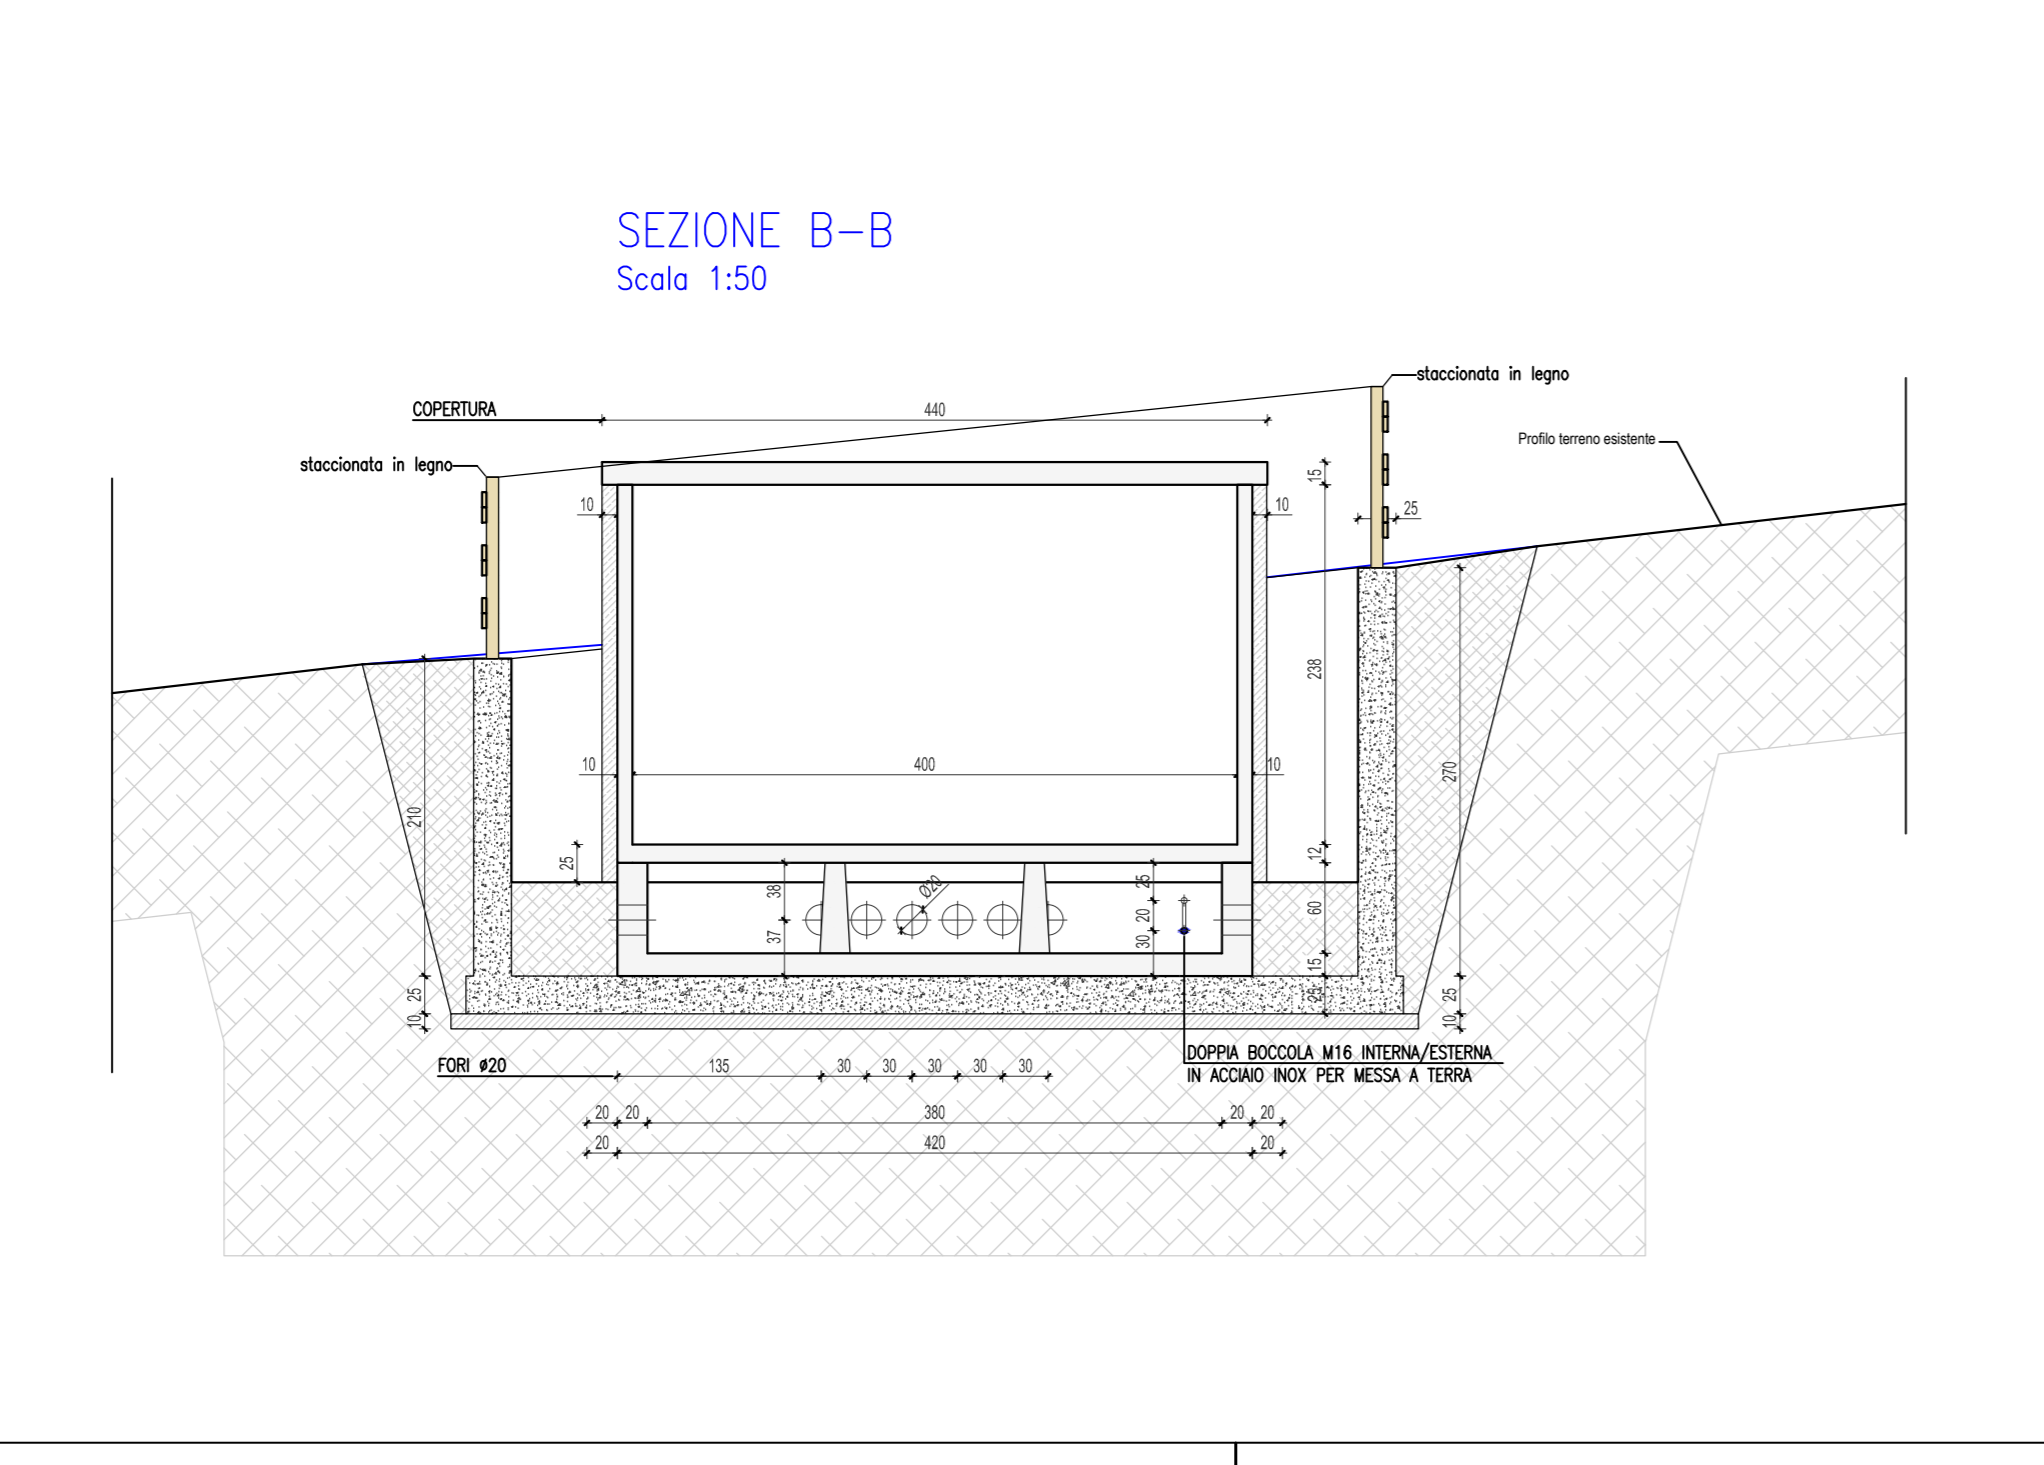 SEZIONE B-B
Scala 1:50
staccionata in legno
COPERTURA
440
Profilo terreno esistente
staccionata in legno
15
10
10
25
238
10
400
10
270
210
25
12
38
Ø20
25
20
60
37
30
15
25
25
25
10
10
DOPPIA BOCCOLA M16 INTERNA/ESTERNA
IN ACCIAIO INOX PER MESSA A TERRA
FORI ø20
135 30 30 30 30 30
20 20 380 20 20
20 420 20